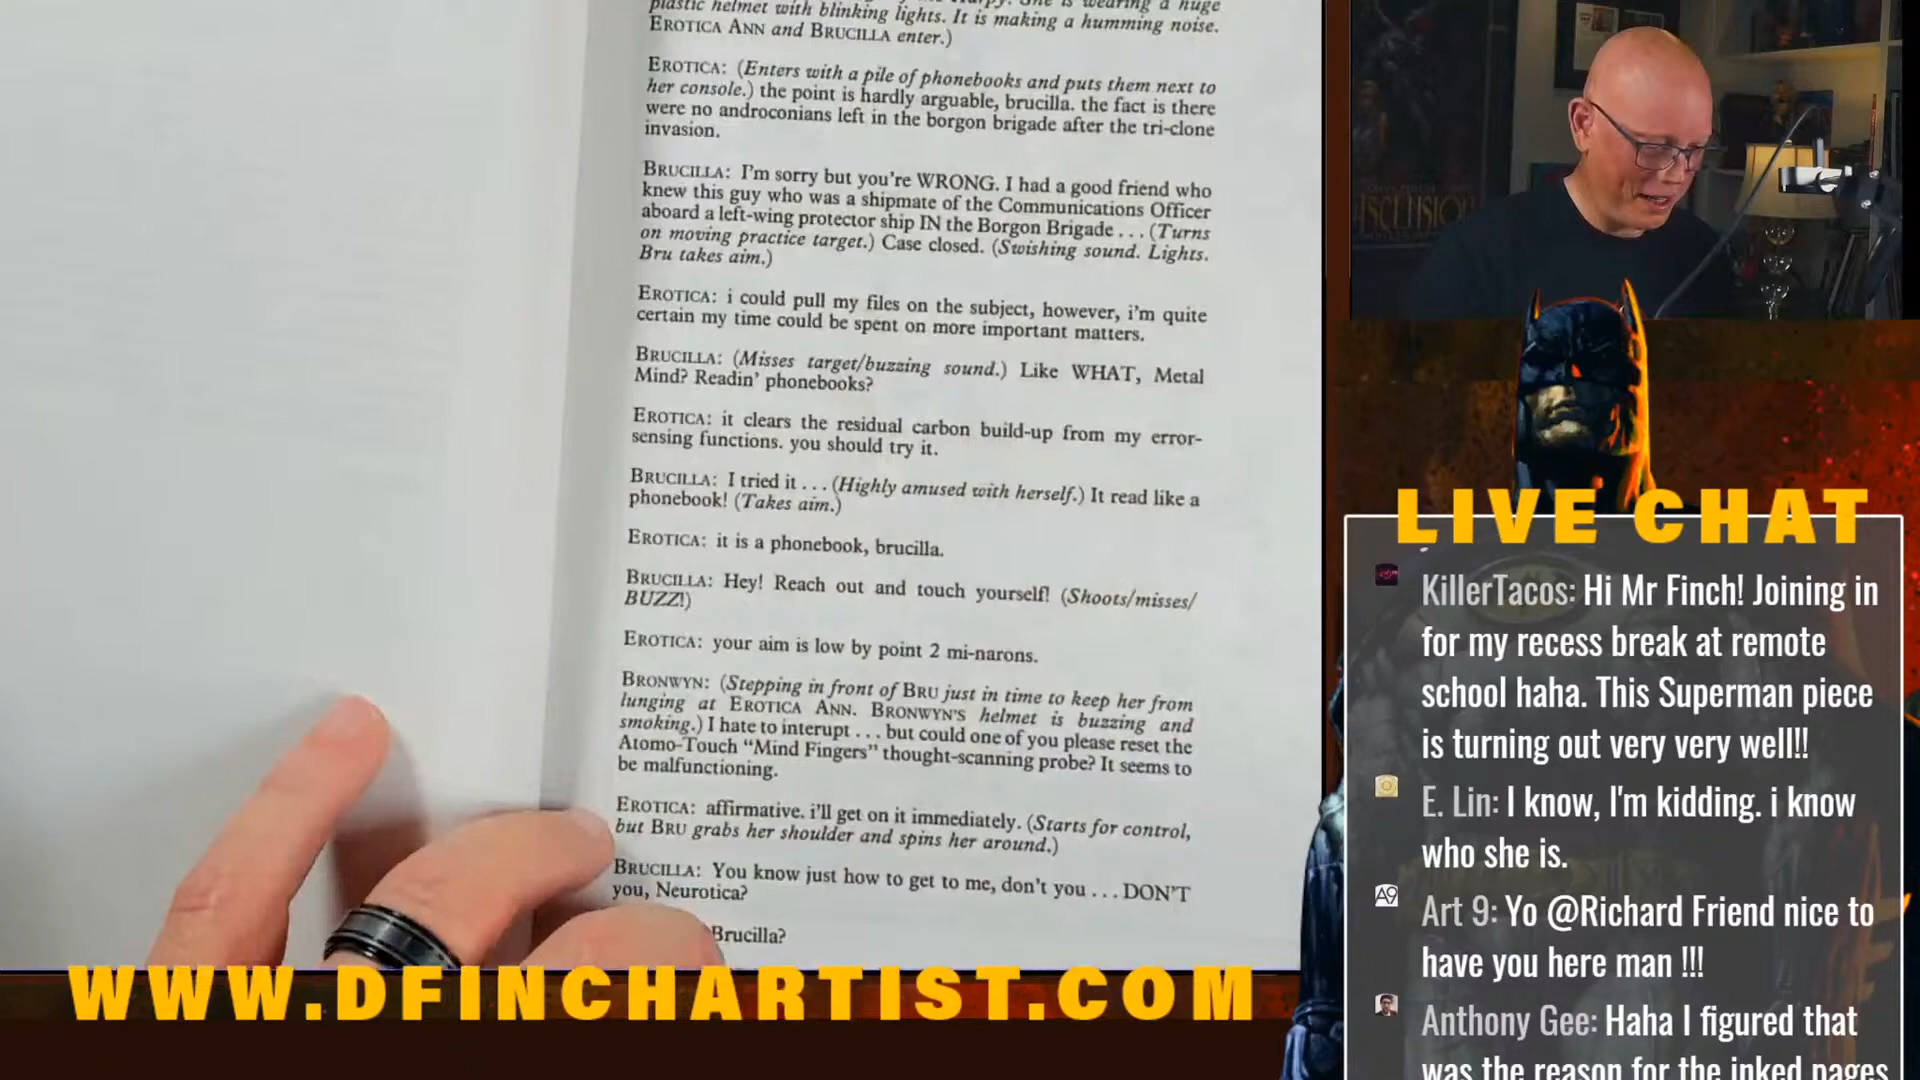 plastic helmet with blinking lights. It is making a humming noise.
EROTICA ANN and BRUCILLA enter.)
EROTICA: (Enters with a pile of phonebooks and puts them next to
her console.) the point is hardly arguable, brucilla. the fact is there
were no androconians left in the borgon brigade after the tri-clone
invasion.
BRUCILLA: I'm sorry but you're WRONG. I had a good friend who
knew this guy who was a shipmate of the Communications Officer
aboard a left-wing protector ship IN the Borgon Brigade . . . (Turns
on moving practice target.) Case closed. (Swishing sound. Lights.
Bru takes aim.)
EROTICA: i could pull my files on the subject, however, i'm quite
certain my time could be spent on more important matters.
BRUCILLA: (Misses target/buzzing sound.) Like WHAT, Metal
Mind? Readin' phonebooks?
EROTICA: it clears the residual carbon build-up from my error-
sensing functions. you should try it.
BRUCILLA: I tried it . . . (Highly amused with herself.) It read like a
phonebook! (Takes aim.)
EROTICA: it is a phonebook, brucilla.
BRUCILLA: Hey! Reach out and touch yourself! (Shoots/misses/
BUZZ!)
EROTICA: your aim is low by point 2 mi-narons.
BRONWYN: (Stepping in front of BRU just in time to keep her from
lunging at EROTICA ANN. BRONWYN'S helmet is buzzing and
smoking.) I hate to interupt . . . but could one of you please reset the
Atomo-Touch "Mind Fingers" thought-scanning probe? It seems to
be malfunctioning.
EROTICA: affirmative. i'll get on it immediately. (Starts for control,
but BRU grabs her shoulder and spins her around.)
BRUCILLA: You know just how to get to me, don't you . . . DON'T
you, Neurotica?
Brucilla?
WWW.DFINCHARTIST.COM
ASCENSION
LIVE CHAT
KillerTacos: Hi Mr Finch! Joining in
for my recess break at remote
school haha. This Superman piece
is turning out very very well!!
E. Lin: I know, I'm kidding. i know
who she is.
A9
Art 9: Yo @Richard Friend nice to
have you here man !!!
Anthony Gee: Haha I figured that
was the reason for the inked pages